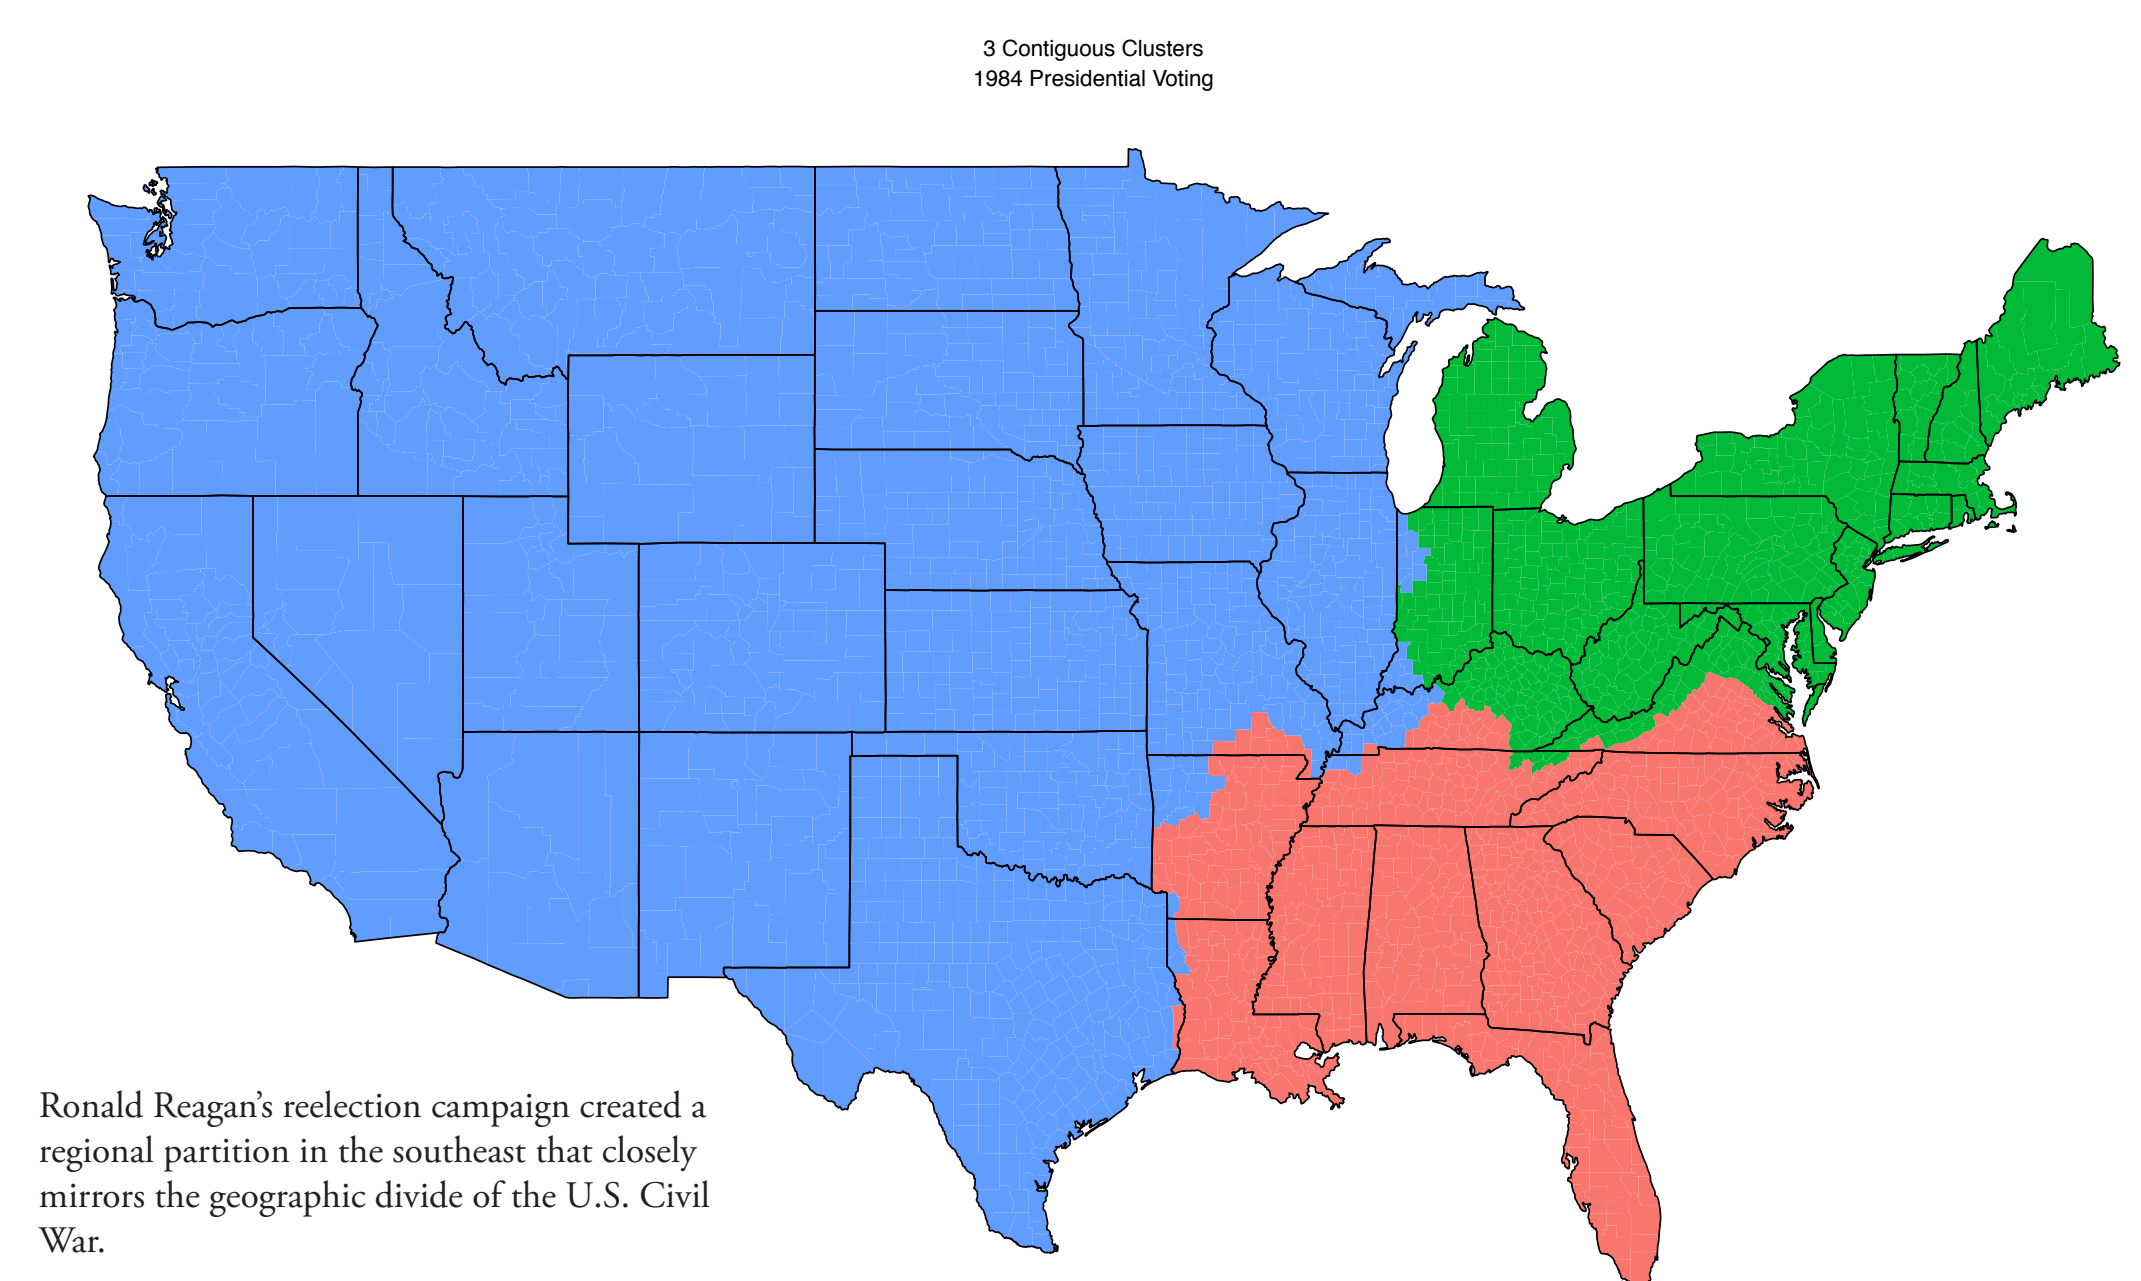 3 Contiguous Clusters
1984 Presidential Voting
Ronald Reagan’s reelection campaign created a
regional partition in the southeast that closely
mirrors the geographic divide of the U.S. Civil
War.